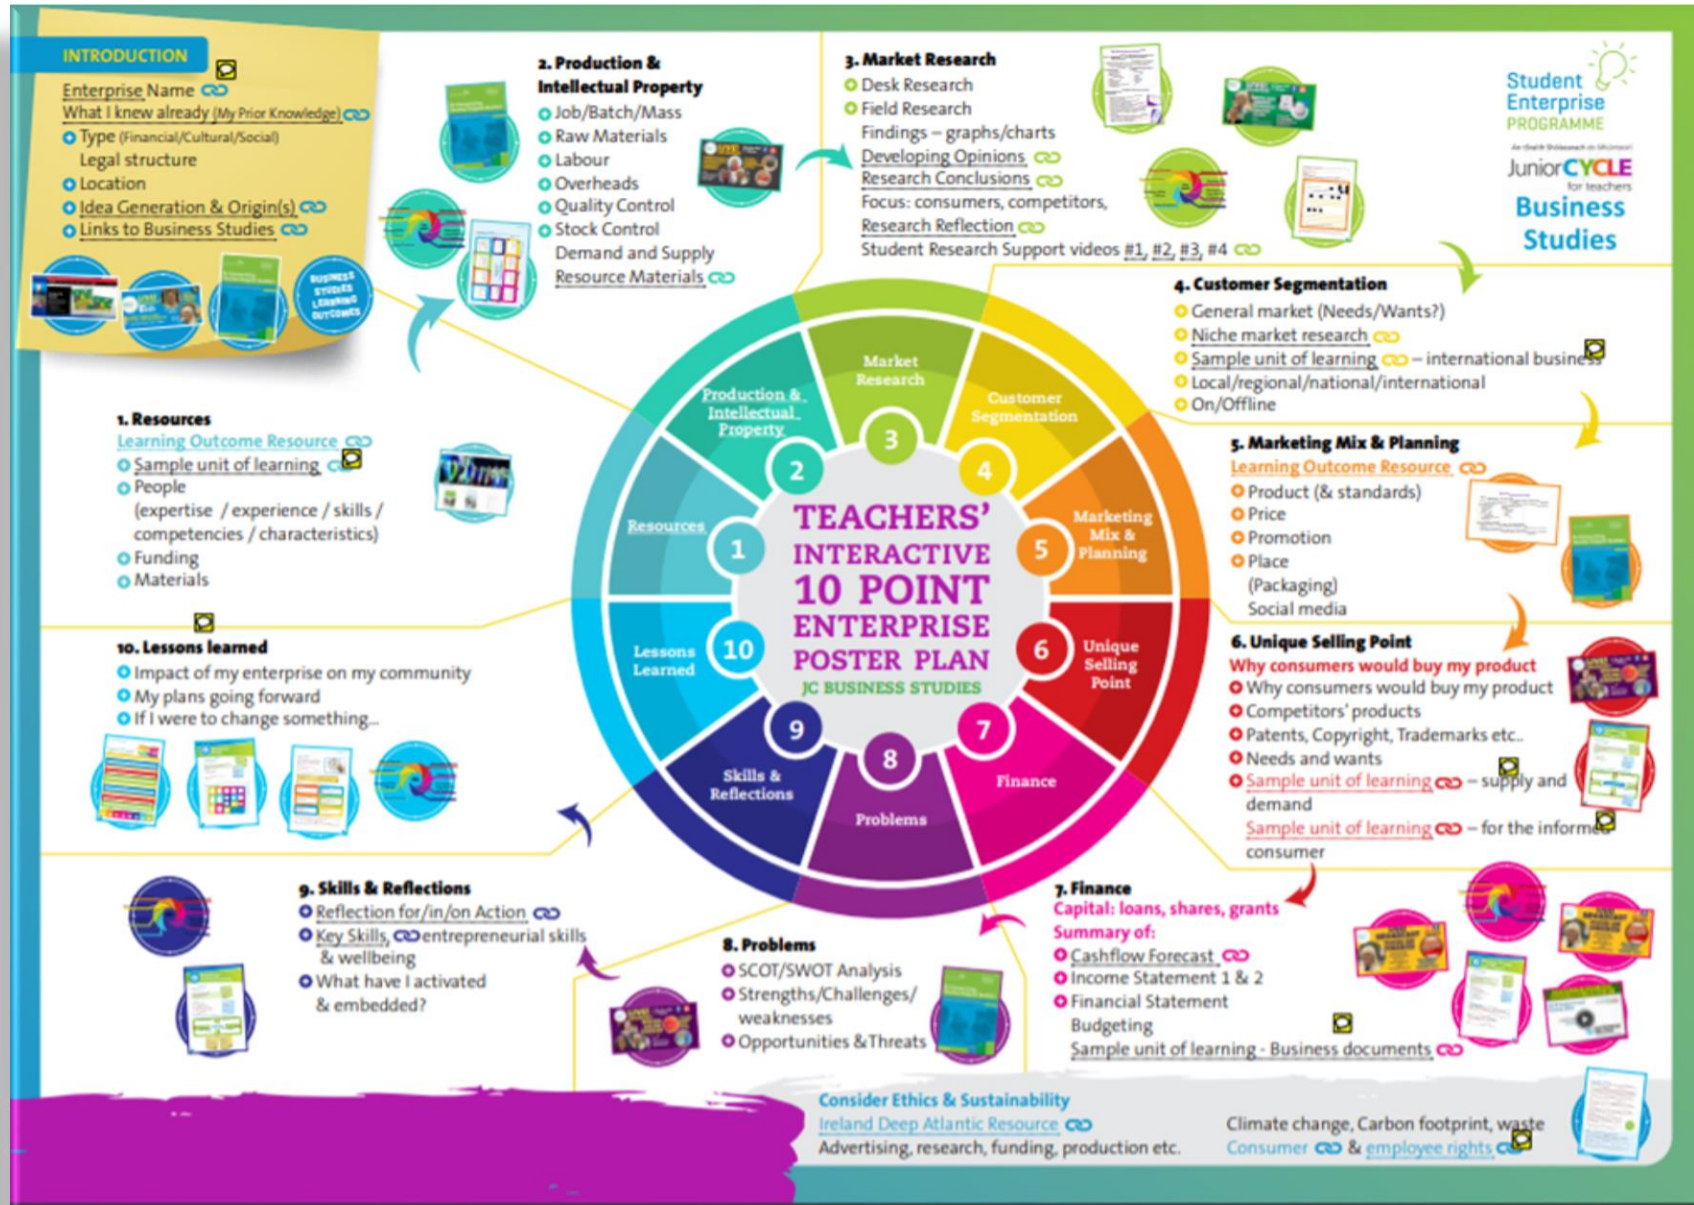 INTRODUCTION
Enterprise Name
What I knew already (My Prior Knowledge)
Type (Financial/Cultural/Social)
Legal structure
Location
Idea Generation & Origin(s)
Links to Business Studies
BUSINESS
STUDIES
LEARNING
OUTCOMES
2. Production &
Intellectual Property
Job/Batch/Mass
Raw Materials
Labour
Overheads
Quality Control
Stock Control
Demand and Supply
Resource Materials
3. Market Research
Desk Research
Field Research
Findings – graphs/charts
Developing Opinions
Research Conclusions
Focus: consumers, competitors,
Research Reflection
Student Research Support videos #1, #2, #3, #4
Student
Enterprise
PROGRAMME
JuniorCYCLE
for teachers
Business
Studies
4. Customer Segmentation
General market (Needs/Wants?)
Niche market research
Sample unit of learning – international business
Local/regional/national/international
On/Offline
1. Resources
Learning Outcome Resource
Sample unit of learning
People
(expertise / experience / skills /
competencies / characteristics)
Funding
Materials
5. Marketing Mix & Planning
Learning Outcome Resource
Product (& standards)
Price
Promotion
Place
(Packaging)
Social media
Market
Research
3
Production &
Intellectual
Property
2
Customer
Segmentation
4
Resources
1
Marketing
Mix &
Planning
5
TEACHERS'
INTERACTIVE
10 POINT
ENTERPRISE
POSTER PLAN
JC BUSINESS STUDIES
Lessons
Learned
10
6
Unique
Selling
Point
9
Skills &
Reflections
8
Problems
7
Finance
10. Lessons learned
Impact of my enterprise on my community
My plans going forward
If I were to change something...
6. Unique Selling Point
Why consumers would buy my product
Why consumers would buy my product
Competitors' products
Patents, Copyright, Trademarks etc..
Needs and wants
Sample unit of learning – supply and
demand
Sample unit of learning – for the informed
consumer
9. Skills & Reflections
Reflection for/in/on Action
Key Skills, entrepreneurial skills
& wellbeing
What have I activated
& embedded?
8. Problems
SCOT/SWOT Analysis
Strengths/Challenges/
weaknesses
Opportunities &Threats
7. Finance
Capital: loans, shares, grants
Summary of:
Cashflow Forecast
Income Statement 1 & 2
Financial Statement
Budgeting
Sample unit of learning - Business documents
Consider Ethics & Sustainability
Ireland Deep Atlantic Resource
Advertising, research, funding, production etc.
Climate change, Carbon footprint, waste
Consumer & employee rights